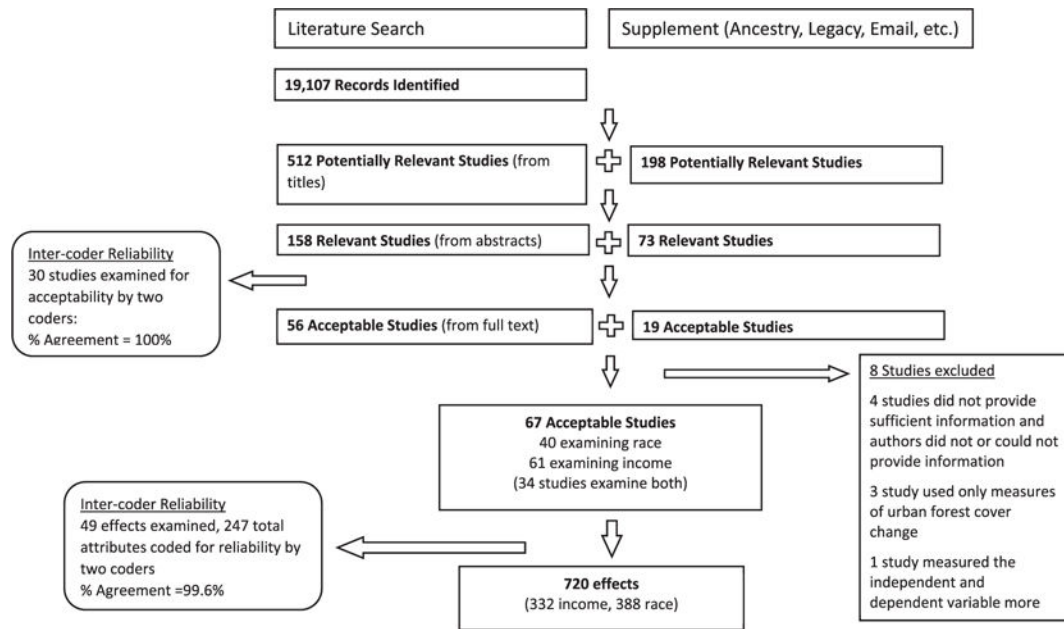 Literature Search
Supplement (Ancestry, Legacy, Email, etc.)
19,107 Records Identified
512 Potentially Relevant Studies (from
titles)
198 Potentially Relevant Studies
158 Relevant Studies (from abstracts)
73 Relevant Studies
Inter-coder Reliability
30 studies examined for
acceptability by two
coders:
% Agreement = 100%
56 Acceptable Studies (from full text)
19 Acceptable Studies
8 Studies excluded
4 studies did not provide
sufficient information and
authors did not or could not
provide information
3 study used only measures
of urban forest cover
change
1 study measured the
independent and
dependent variable more
67 Acceptable Studies
40 examining race
61 examining income
(34 studies examine both)
Inter-coder Reliability
49 effects examined, 247 total
attributes coded for reliability by
two coders
% Agreement =99.6%
720 effects
(332 income, 388 race)